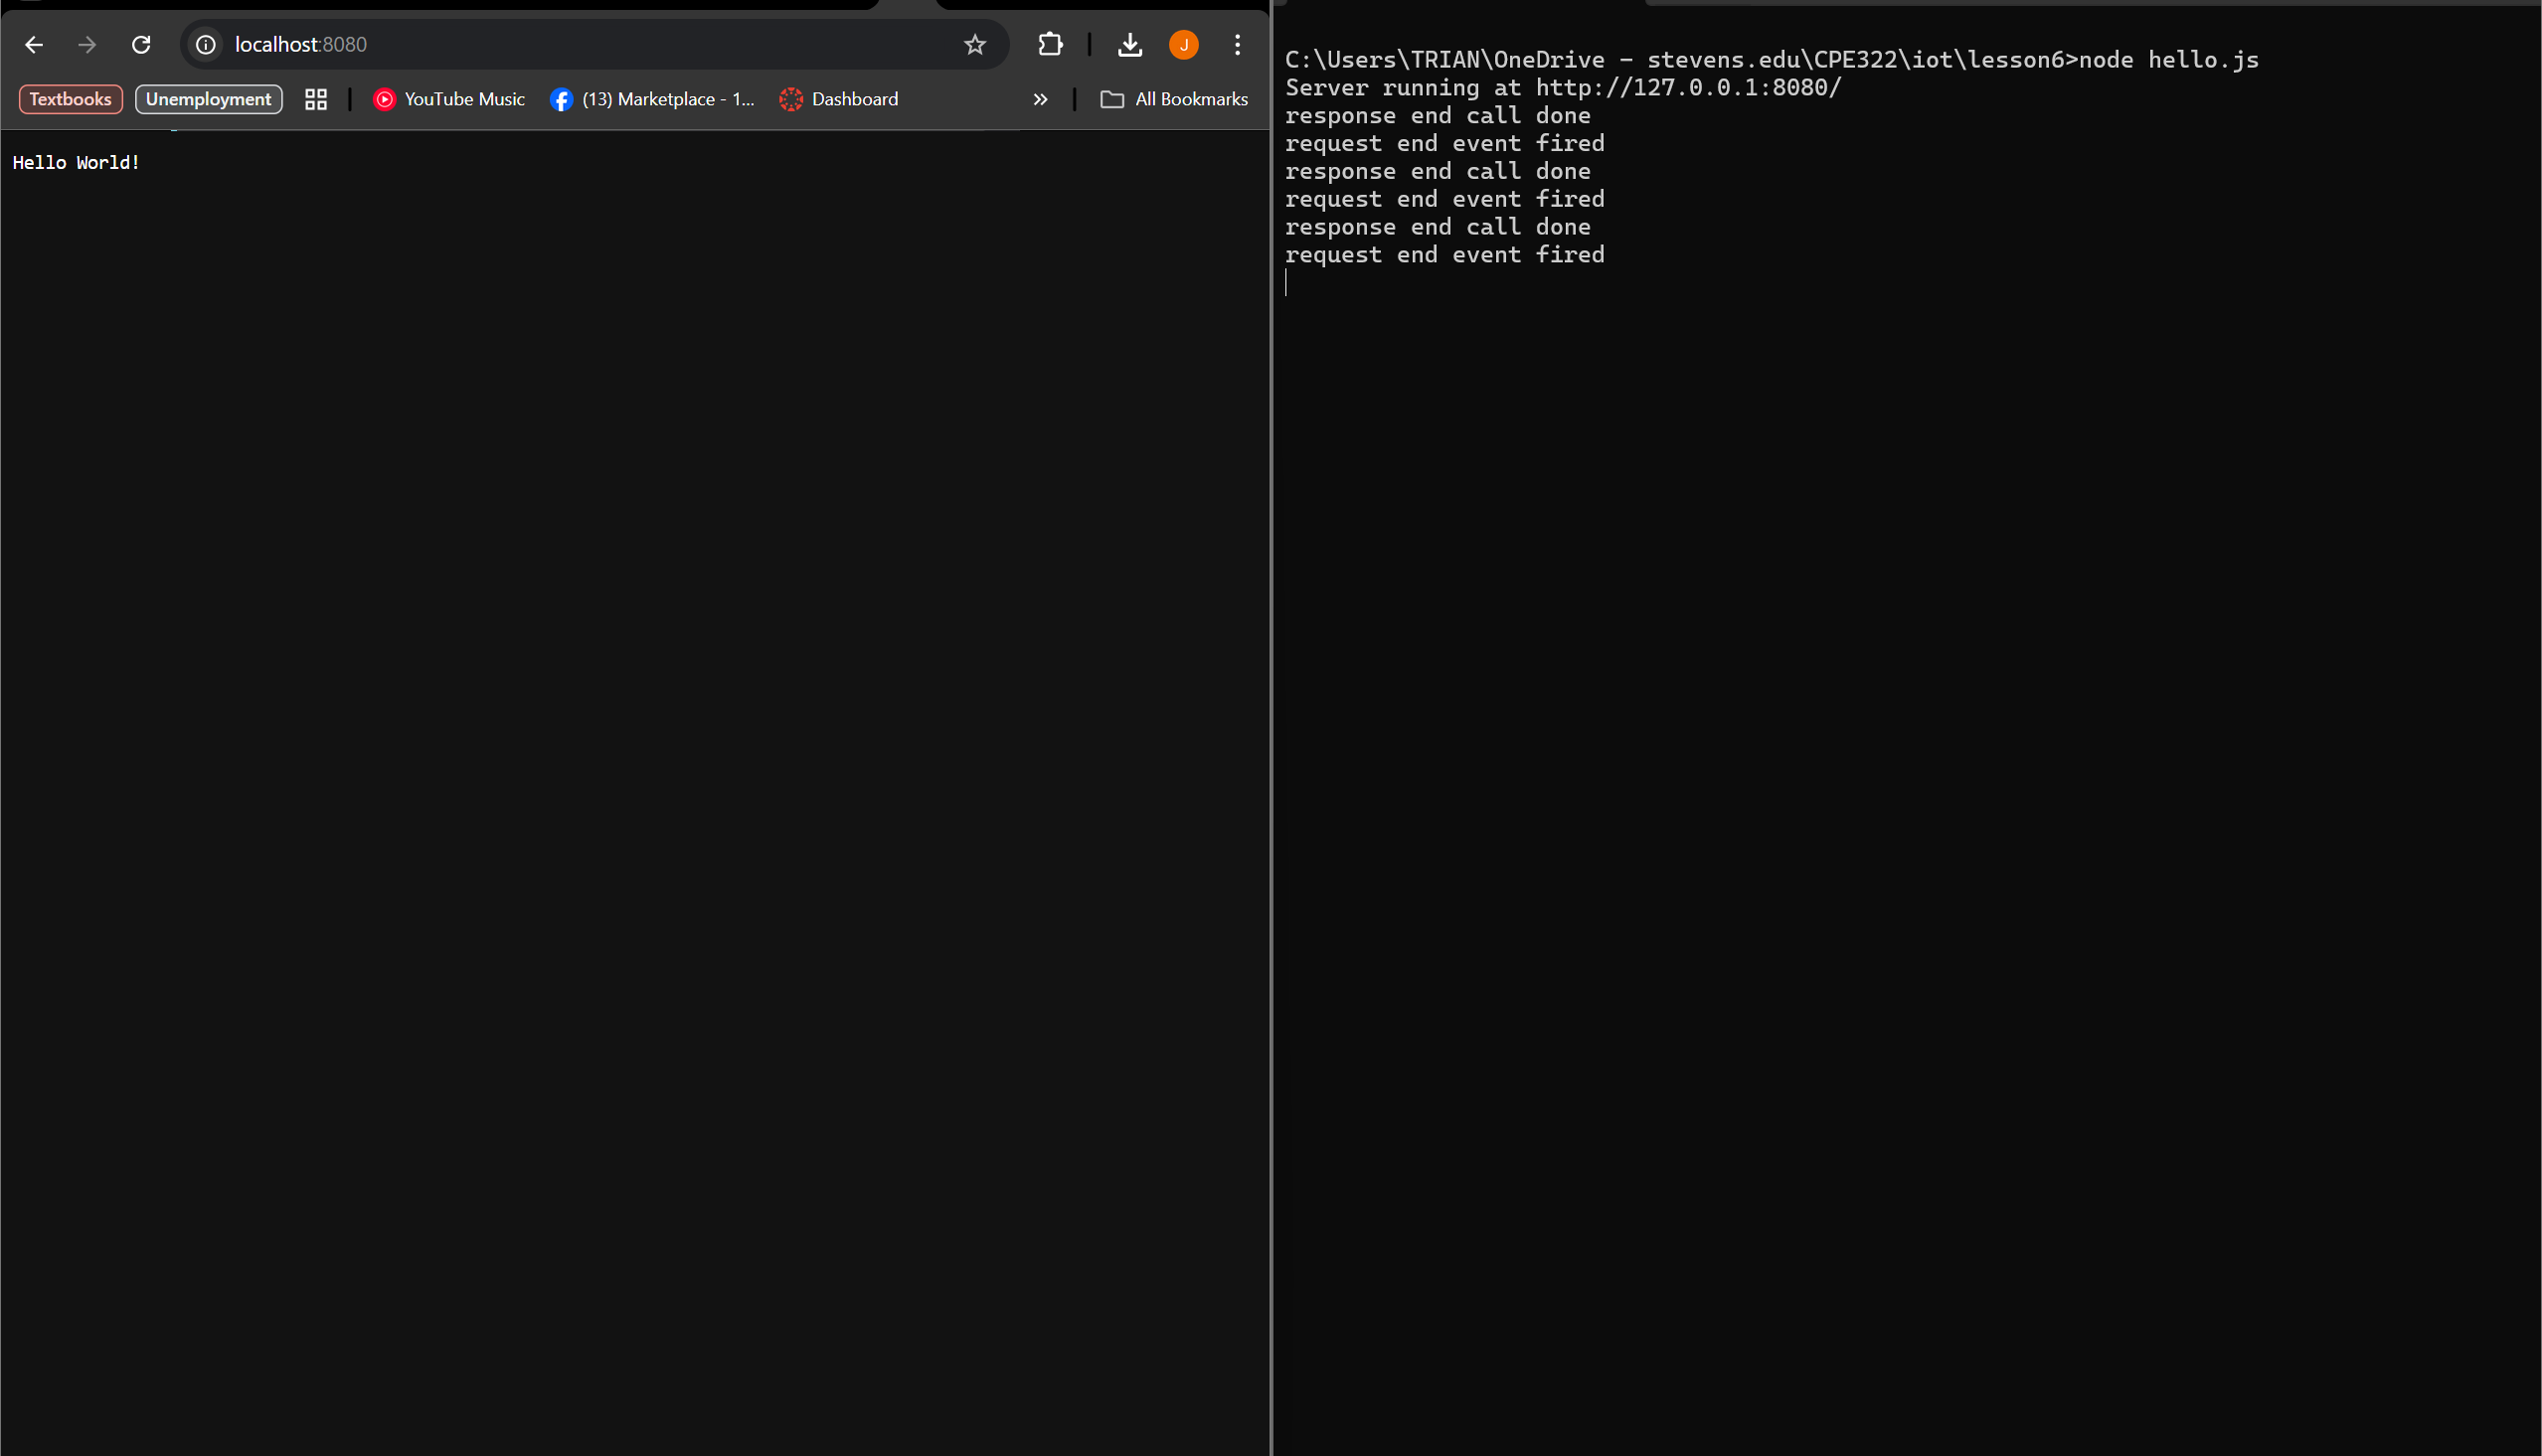 localhost:8080
J
Textbooks Unemployment YouTube Music (13) Marketplace - 1... Dashboard » All Bookmarks
Hello World!
C:\Users\TRIAN\OneDrive - stevens.edu\CPE322\iot\lesson6>node hello.js
Server running at http://127.0.0.1:8080/
response end call done
request end event fired
response end call done
request end event fired
response end call done
request end event fired